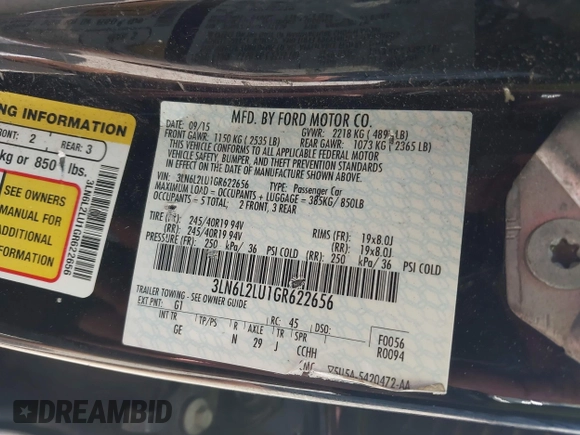 NG INFORMATION
FRONT: 2 REAR: 3
kg or 850 lbs.
SEE OWNERS
MANUAL FOR
ADDITIONAL
INFORMATION
3LN6L2LU1GR622656
MFD. BY FORD MOTOR CO.
DATE: 09/15 GVWR: 2218 KG ( LB)
FRONT GAWR: 1150 KG ( 2535 LB) REAR GAWR: 1073 KG ( 2365 LB)
THIS VEHICLE CONFORMS TO ALL APPLICABLE FEDERAL MOTOR
VEHICLE SAFETY, BUMPER, AND THEFT PREVENTION STANDARDS
IN EFFECT ON THE DATE OF MANUFACTURE SHOWN ABOVE.
VIN: 3LN6L2LU1GR622656 TYPE: Passenger Car
MAXIMUM LOAD= OCCUPANTS + LUGGAGE = 385KG/850LB
OCCUPANTS = 5 TOTAL; 2 FRONT, 3 REAR
TIRE (FR): 245/40R19 94V RIMS (FR): 19x8.0J
(RR): 245/40R19 94V (RR): 19x8.0J
PRESSURE (FR): 250 kPa/ 36 PSI COLD (RR): 250 kPa/ 36 PSI COLD
3LN6L2LU1GR622656
TRAILER TOWING - SEE OWNER GUIDE
EXT PNT: G1 RC: 45 DSO: F0056
INT TR TP/PS R AXLE TR SPR R0094
GE N 29 J CCHH
5420472-AA
DREAMBID